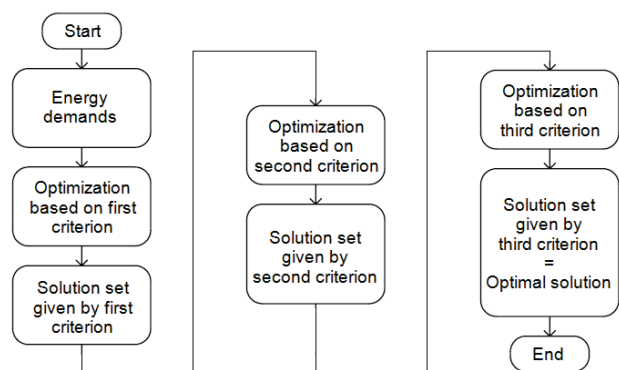 Start
Energy
demands
Optimization
based on first
criterion
Solution set
given by first
criterion
Optimization
based on
second criterion
Solution set
given by
second criterion
Optimization
based on
third criterion
Solution set
given by
third criterion
=
Optimal solution
End